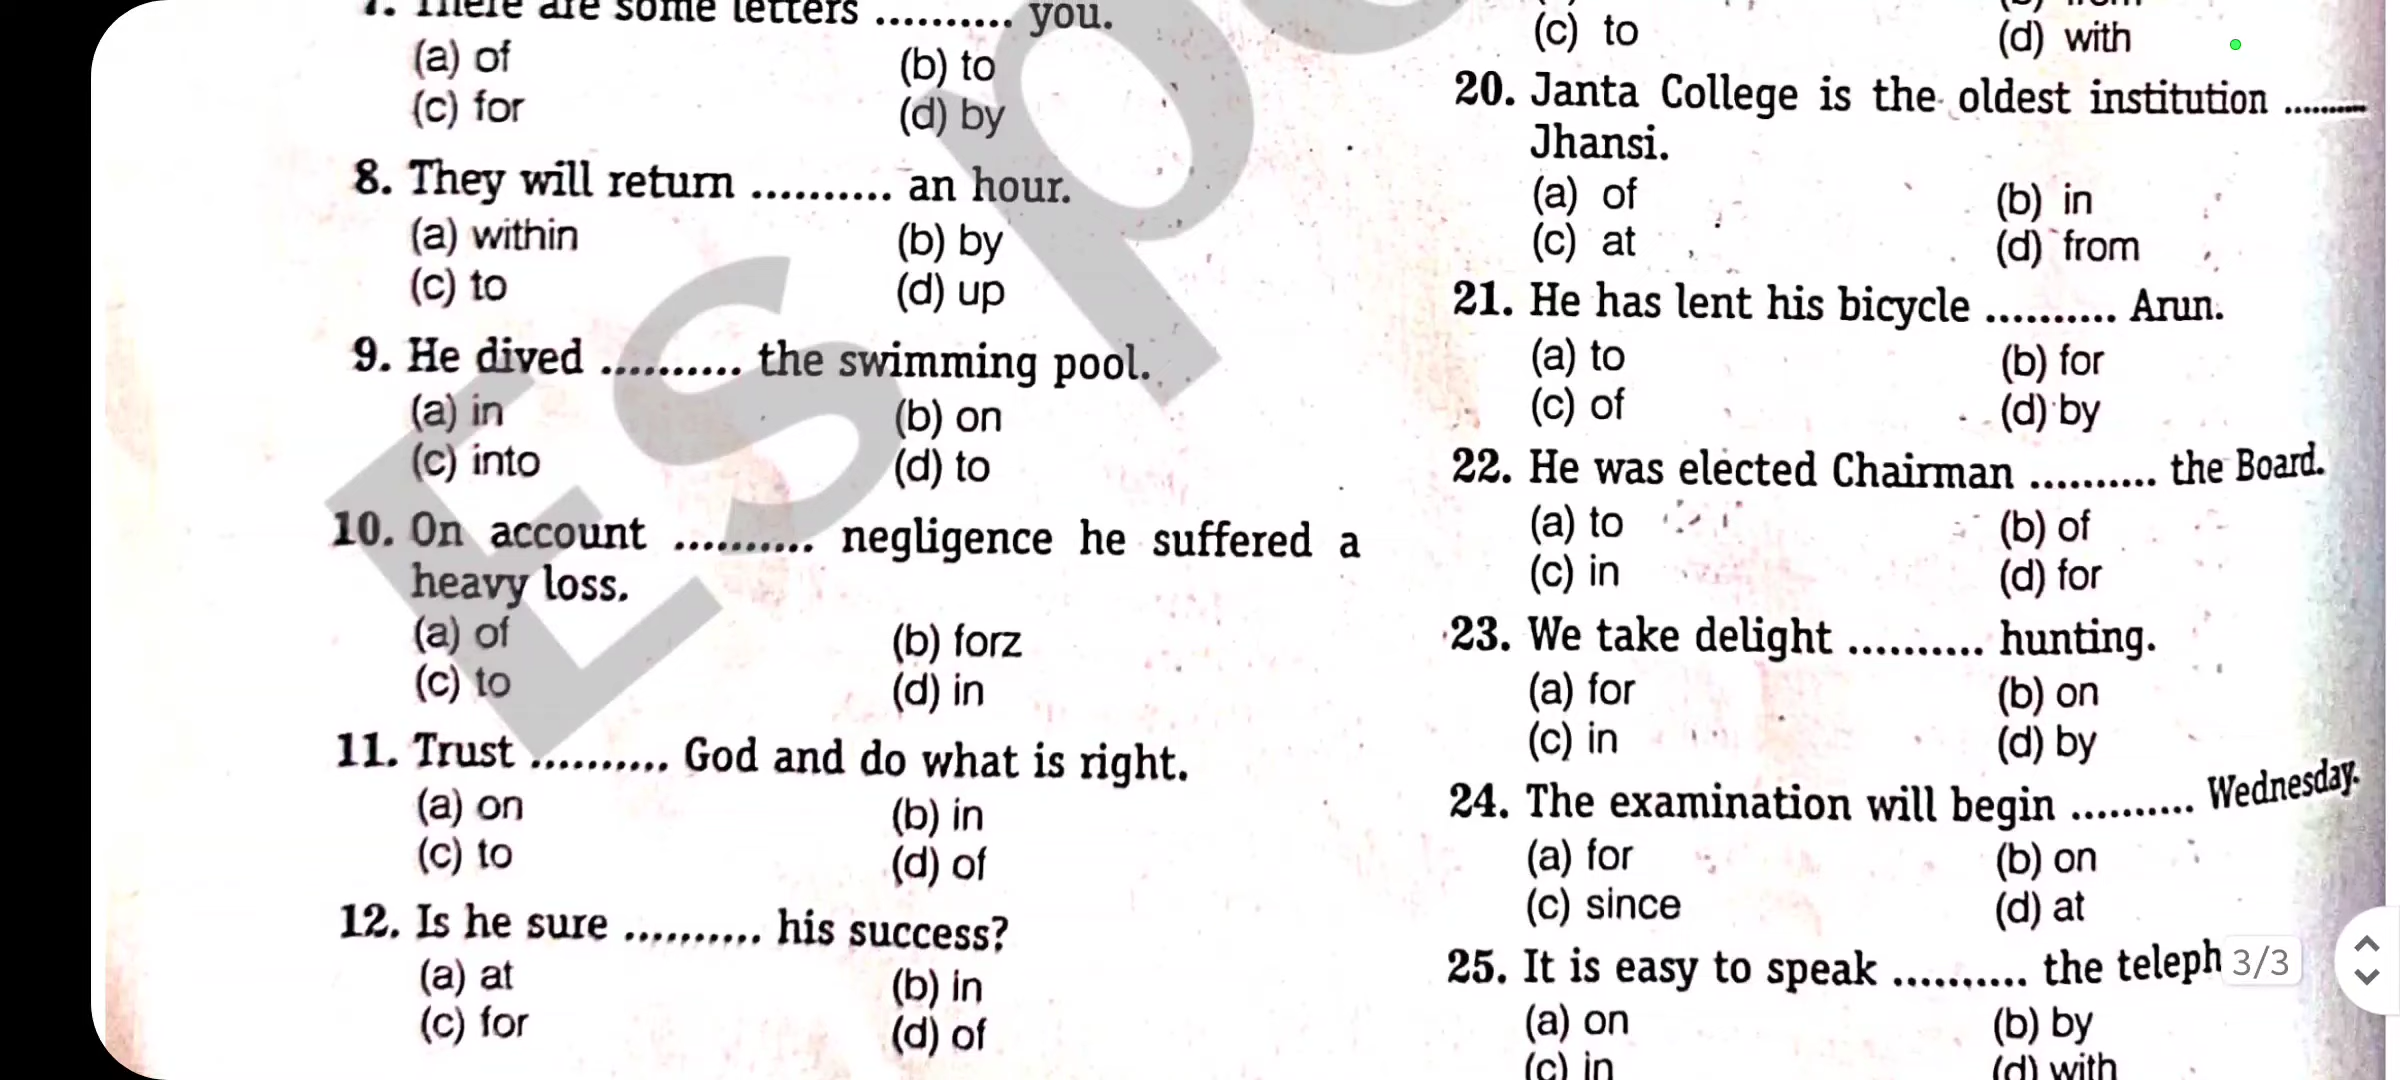 7. There are some letters .......... you.
(a) of (b) to
(c) for (d) by
8. They will return .......... an hour.
(a) within (b) by
(c) to (d) up
9. He dived .......... the swimming pool.
(a) in (b) on
(c) into (d) to
10. On account .......... negligence he suffered a
heavy loss.
(a) of (b) forz
(c) to (d) in
11. Trust .......... God and do what is right.
(a) on (b) in
(c) to (d) of
12. Is he sure .......... his success?
(a) at (b) in
(c) for (d) of
(c) to (d) with
20. Janta College is the oldest institution ..........
Jhansi.
(a) of (b) in
(c) at (d) from
21. He has lent his bicycle .......... Arun.
(a) to (b) for
(c) of (d) by
22. He was elected Chairman .......... the Board.
(a) to (b) of
(c) in (d) for
23. We take delight .......... hunting.
(a) for (b) on
(c) in (d) by
24. The examination will begin .......... Wednesday.
(a) for (b) on
(c) since (d) at
25. It is easy to speak .......... the teleph
(a) on (b) by
(c) in (d) with
3/3